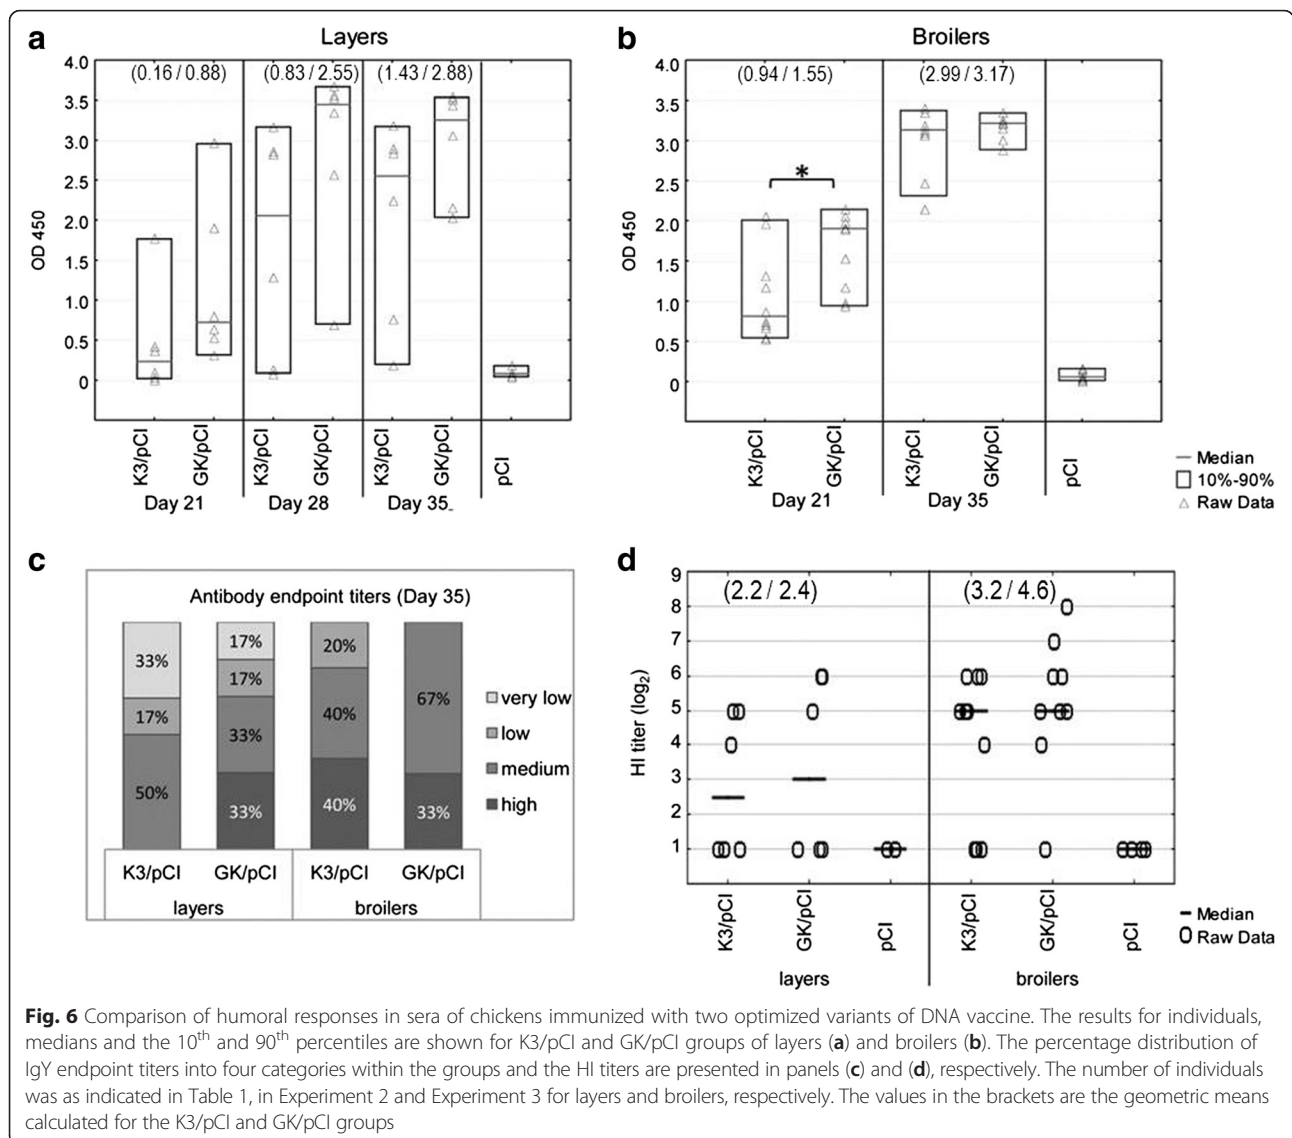 a
Layers
(0.16 / 0.88)
(0.83 / 2.55)
(1.43 / 2.88)
4.0
3.5
3.0
2.5
2.0
1.5
1.0
0.5
0
OD 450
K3/pCI
GK/pCI
K3/pCI
GK/pCI
K3/pCI
GK/pCI
pCI
Day 21
Day 28
Day 35
b
Broilers
(0.94 / 1.55)
(2.99 / 3.17)
*
4.0
3.5
3.0
2.5
2.0
1.5
1.0
0.5
0
OD 450
K3/pCI
GK/pCI
K3/pCI
GK/pCI
pCI
Day 21
Day 35
Median
10%-90%
Raw Data
c
Antibody endpoint titers (Day 35)
33%
17%
50%
17%
17%
33%
33%
20%
40%
40%
67%
33%
very low
low
medium
high
K3/pCI
GK/pCI
K3/pCI
GK/pCI
layers
broilers
d
(2.2 / 2.4)
(3.2 / 4.6)
9
8
7
6
5
4
3
2
1
HI titer (log2)
K3/pCI
GK/pCI
pCI
K3/pCI
GK/pCI
pCI
layers
broilers
Median
Raw Data
Fig. 6 Comparison of humoral responses in sera of chickens immunized with two optimized variants of DNA vaccine. The results for individuals,
medians and the 10th and 90th percentiles are shown for K3/pCI and GK/pCI groups of layers (a) and broilers (b). The percentage distribution of
IgY endpoint titers into four categories within the groups and the HI titers are presented in panels (c) and (d), respectively. The number of individuals
was as indicated in Table 1, in Experiment 2 and Experiment 3 for layers and broilers, respectively. The values in the brackets are the geometric means
calculated for the K3/pCI and GK/pCI groups